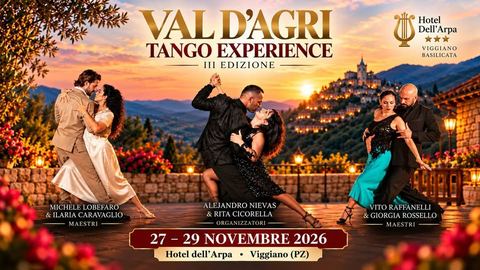 VAL D'AGRI
TANGO EXPERIENCE
III EDIZIONE
Hotel
Dell'Arpa
VIGGIANO
BASILICATA
MICHELE LOBEFARO
& ILARIA CARAVAGLIO
MAESTRI
ALEJANDRO NIEVAS
& RITA CICORELLA
ORGANIZZATORI
VITO RAFFANELLI
& GIORGIA ROSSELLO
MAESTRI
27 – 29 NOVEMBRE 2026
Hotel dell'Arpa • Viggiano (PZ)